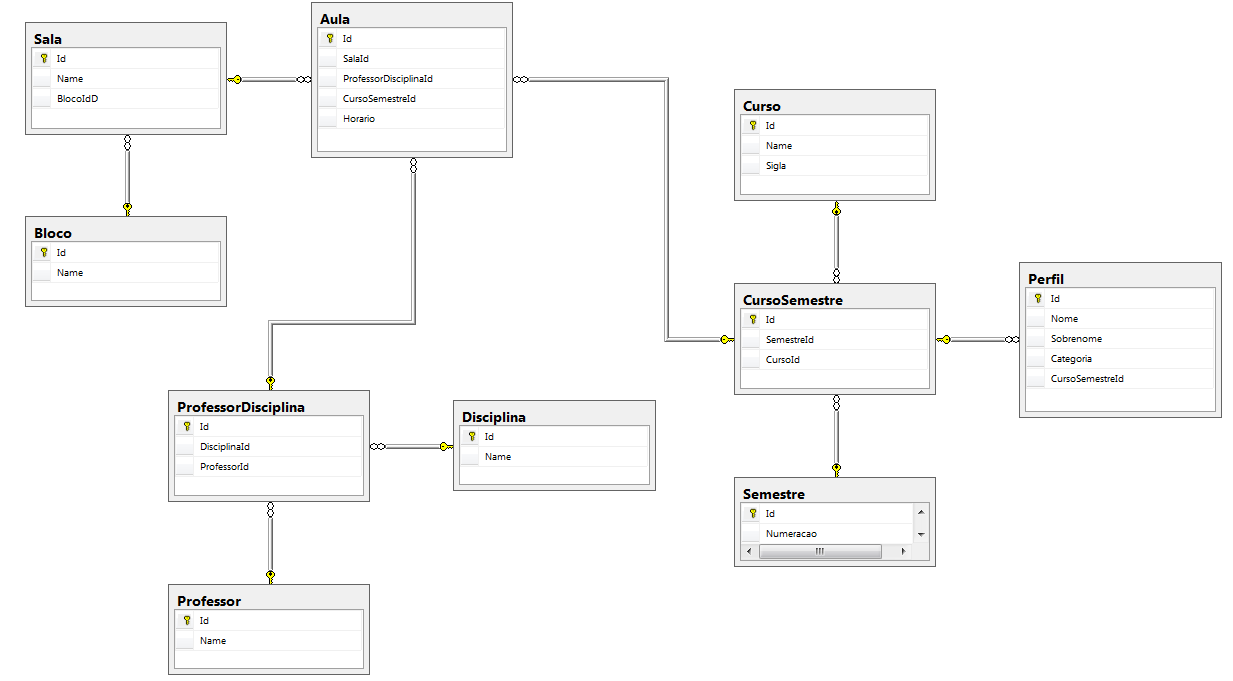 Sala
Id
Name
BlocoIdD
Aula
Id
SalaId
ProfessorDisciplinaId
CursoSemestreId
Horario
Curso
Id
Name
Sigla
Bloco
Id
Name
CursoSemestre
Id
SemestreId
CursoId
Perfil
Id
Nome
Sobrenome
Categoria
CursoSemestreId
ProfessorDisciplina
Id
DisciplinaId
ProfessorId
Disciplina
Id
Name
Semestre
Id
Numeracao
Professor
Id
Name